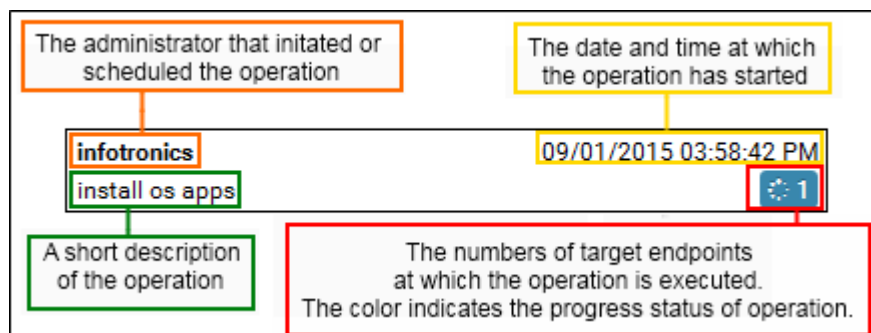 The administrator that initated or
scheduled the operation
The date and time at which
the operation has started
infotronics
09/01/2015 03:58:42 PM
install os apps
1
A short description
of the operation
The numbers of target endpoints
at which the operation is executed.
The color indicates the progress status of operation.